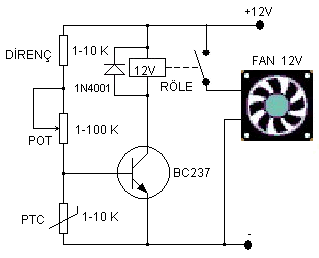 +12V
DİRENÇ
1-10 K
12V
FAN 12V
1N4001
RÖLE
1-100 K
POT
BC237
PTC
1-10 K
-